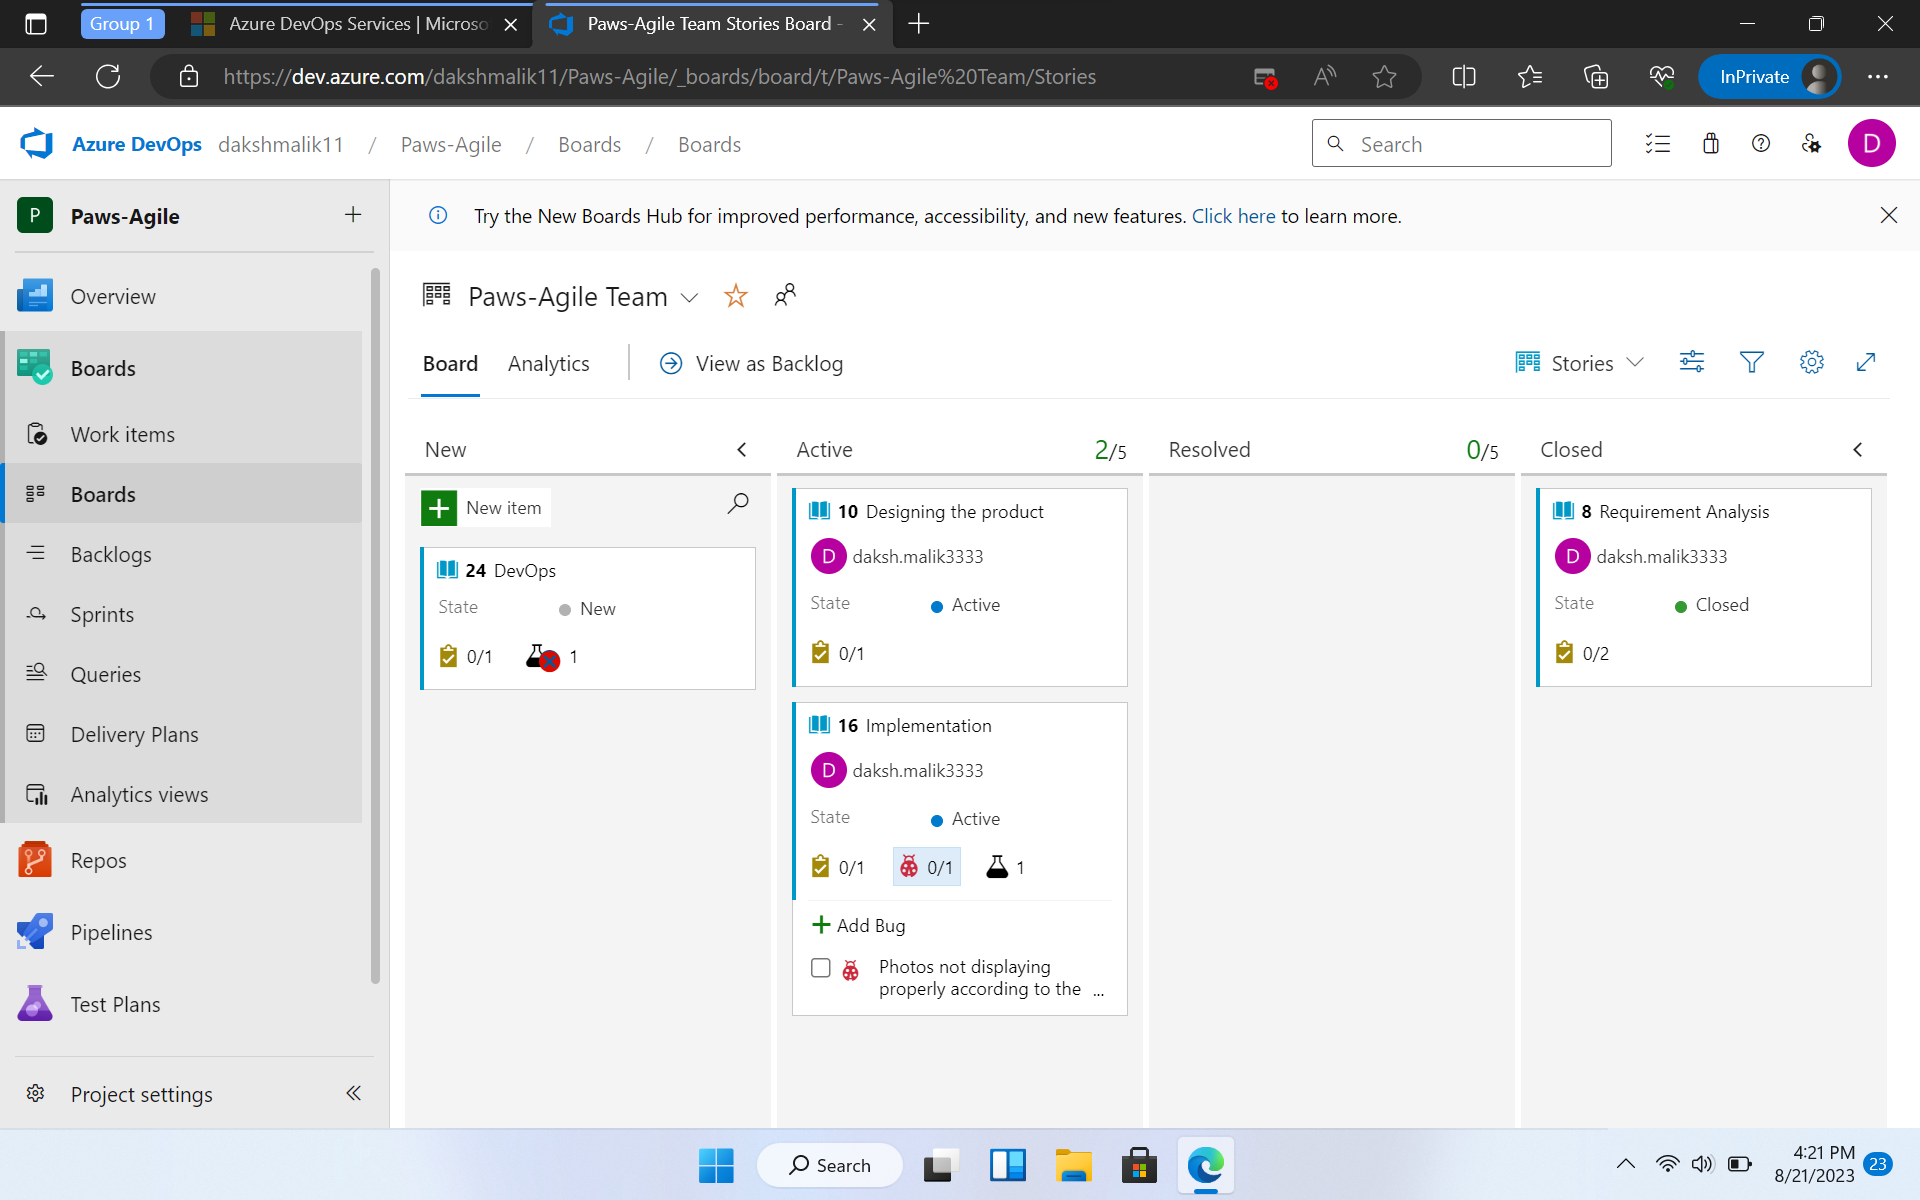 Group 1
Azure DevOps Services | Microso
Paws-Agile Team Stories Board -
https://dev.azure.com/dakshmalik11/Paws-Agile/_boards/board/t/Paws-Agile%20Team/Stories
InPrivate
Azure DevOps dakshmalik11 / Paws-Agile / Boards / Boards
Search
D
P Paws-Agile
Try the New Boards Hub for improved performance, accessibility, and new features. Click here to learn more.
Overview
Boards
Work items
Boards
Backlogs
Sprints
Queries
Delivery Plans
Analytics views
Repos
Pipelines
Test Plans
Project settings
Paws-Agile Team
Board Analytics View as Backlog
Stories
New
New item
24 DevOps
State New
0/1 1
Active 2/5
10 Designing the product
D daksh.malik3333
State Active
0/1
16 Implementation
D daksh.malik3333
State Active
0/1 0/1 1
Add Bug
Photos not displaying
properly according to the ...
Resolved 0/5
Closed
8 Requirement Analysis
D daksh.malik3333
State Closed
0/2
Search
4:21 PM
8/21/2023
23